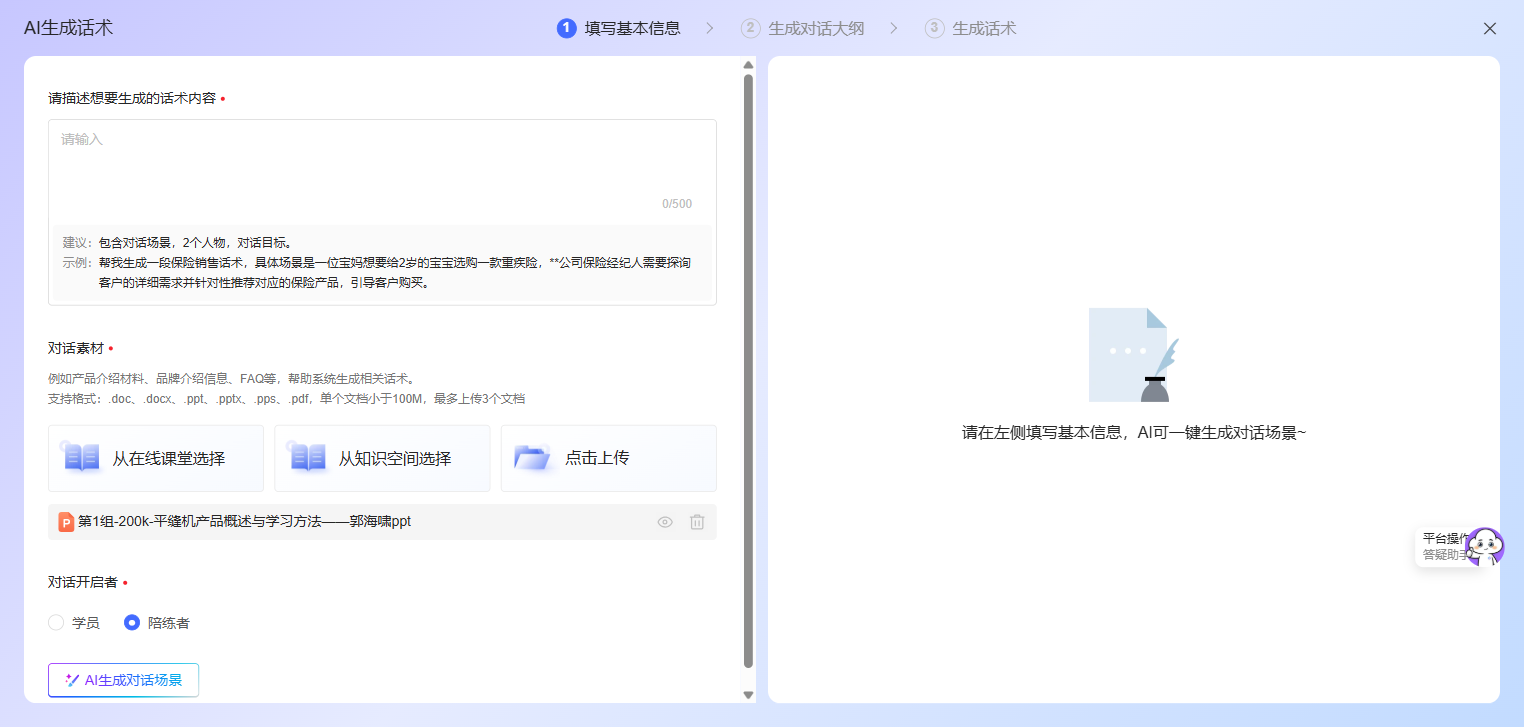 AI生成话术
1 填写基本信息
2 生成对话大纲
3 生成话术
请描述想要生成的话术内容
请输入
0/500
建议：包含对话场景，2个人物，对话目标。
示例：帮我生成一段保险销售话术，具体场景是一位宝妈想要给2岁的宝宝选购一款重疾险，**公司保险经纪人需要探询
客户的详细需求并针对性推荐对应的保险产品，引导客户购买。
对话素材
例如产品介绍材料、品牌介绍信息、FAQ等，帮助系统生成相关话术。
支持格式：.doc、.docx、.ppt、.pptx、.pps、.pdf，单个文档小于100M，最多上传3个文档
从在线课堂选择
从知识空间选择
点击上传
P 第1组-200k-平缝机产品概述与学习方法——郭海啸ppt
对话开启者
学员
陪练者
AI生成对话场景
请在左侧填写基本信息，AI可一键生成对话场景~
平台操作
答疑助手